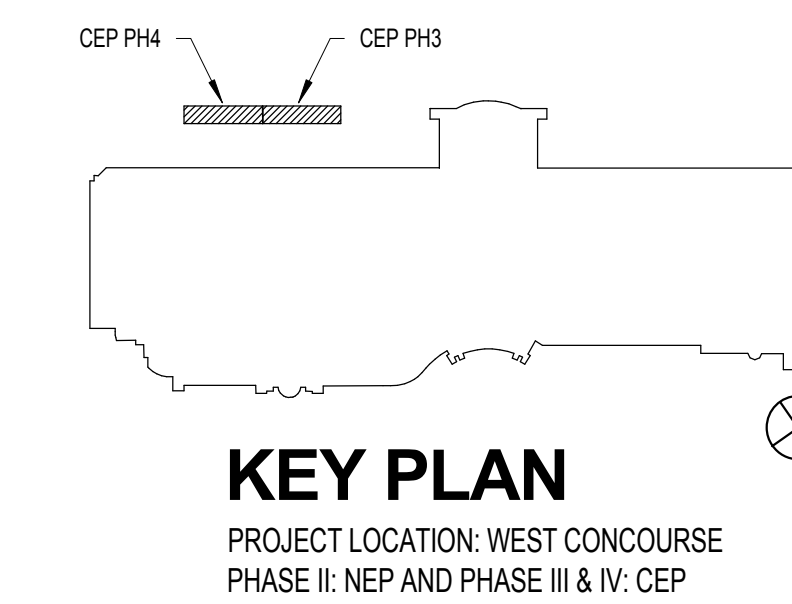 CEP PH4 CEP PH3
KEY PLAN
PROJECT LOCATION: WEST CONCOURSE
PHASE II: NEP AND PHASE III & IV: CEP